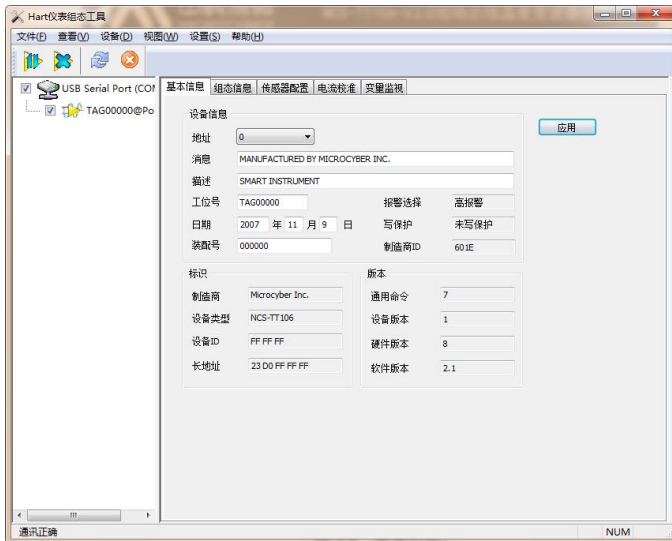 Hart仪表组态工具
文件(F) 查看(V) 设备(D) 视图(W) 设置(S) 帮助(H)
USB Serial Port (COM
TAG00000@Po
基本信息 组态信息 传感器配置 电流校准 变量监视
设备信息
应用
地址 0
消息 MANUFACTURED BY MICROCYBER INC.
描述 SMART INSTRUMENT
工位号 TAG00000 报警选择 高报警
日期 2007 年 11 月 9 日 写保护 未写保护
装配号 000000 制造商ID 601E
标识 版本
制造商 Microcyber Inc. 通用命令 7
设备类型 NCS-TT106 设备版本 1
设备ID FF FF FF 硬件版本 8
长地址 23 D0 FF FF FF 软件版本 2.1
通讯正确 NUM